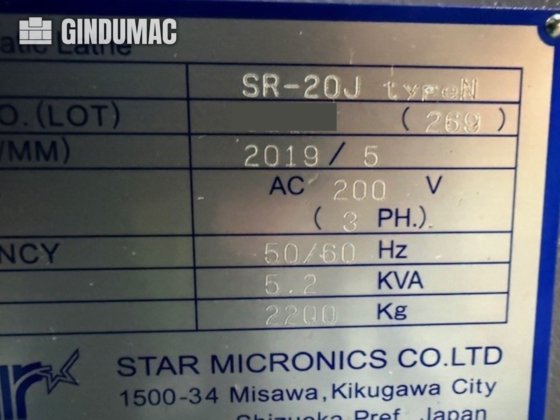 GINDUMAC
atic Lathe
SR-20J typeN
O.(LOT) (269)
/MM) 2019/5
AC 200 V
(3 PH.)
NCY 50/60 Hz
5.2 KVA
2200 Kg
STAR MICRONICS CO.LTD
1500-34 Misawa,Kikugawa City
Shizuoka Pref. Japan